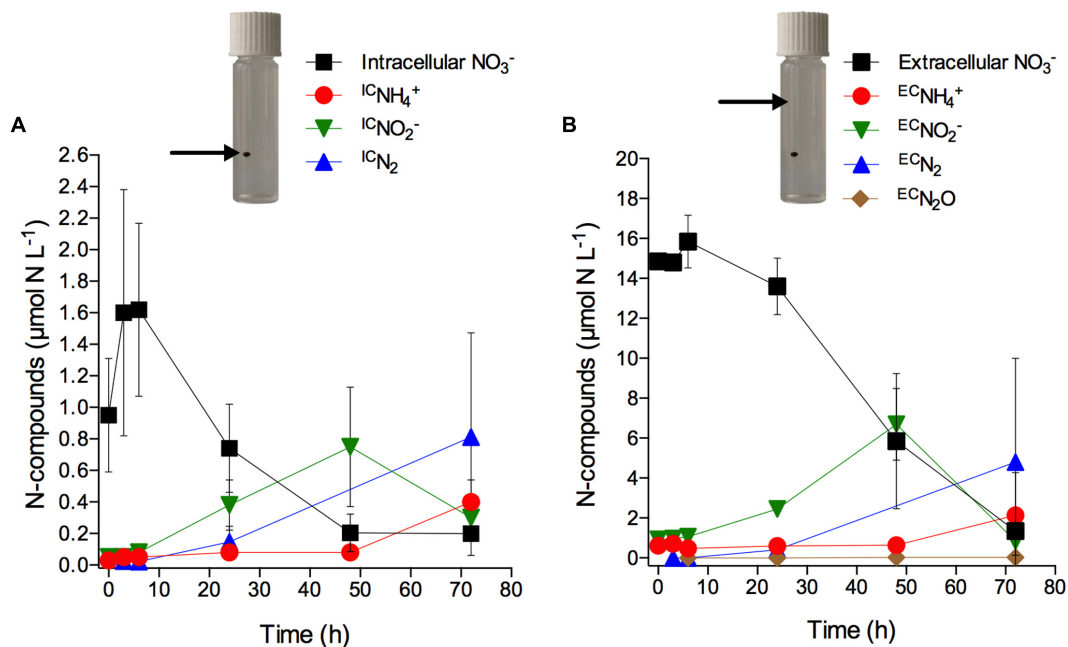 A
Intracellular NO₃⁻
ᴵᶜNH₄⁺
ᴵᶜNO₂⁻
ᴵᶜN₂
N-compounds (µmol N L⁻¹)
2.6
2.4
2.2
2.0
1.8
1.6
1.4
1.2
1.0
0.8
0.6
0.4
0.2
0.0
0 10 20 30 40 50 60 70 80
Time (h)
B
Extracellular NO₃⁻
ᴱᶜNH₄⁺
ᴱᶜNO₂⁻
ᴱᶜN₂
ᴱᶜN₂O
N-compounds (µmol N L⁻¹)
20
18
16
14
12
10
8
6
4
2
0
0 10 20 30 40 50 60 70 80
Time (h)